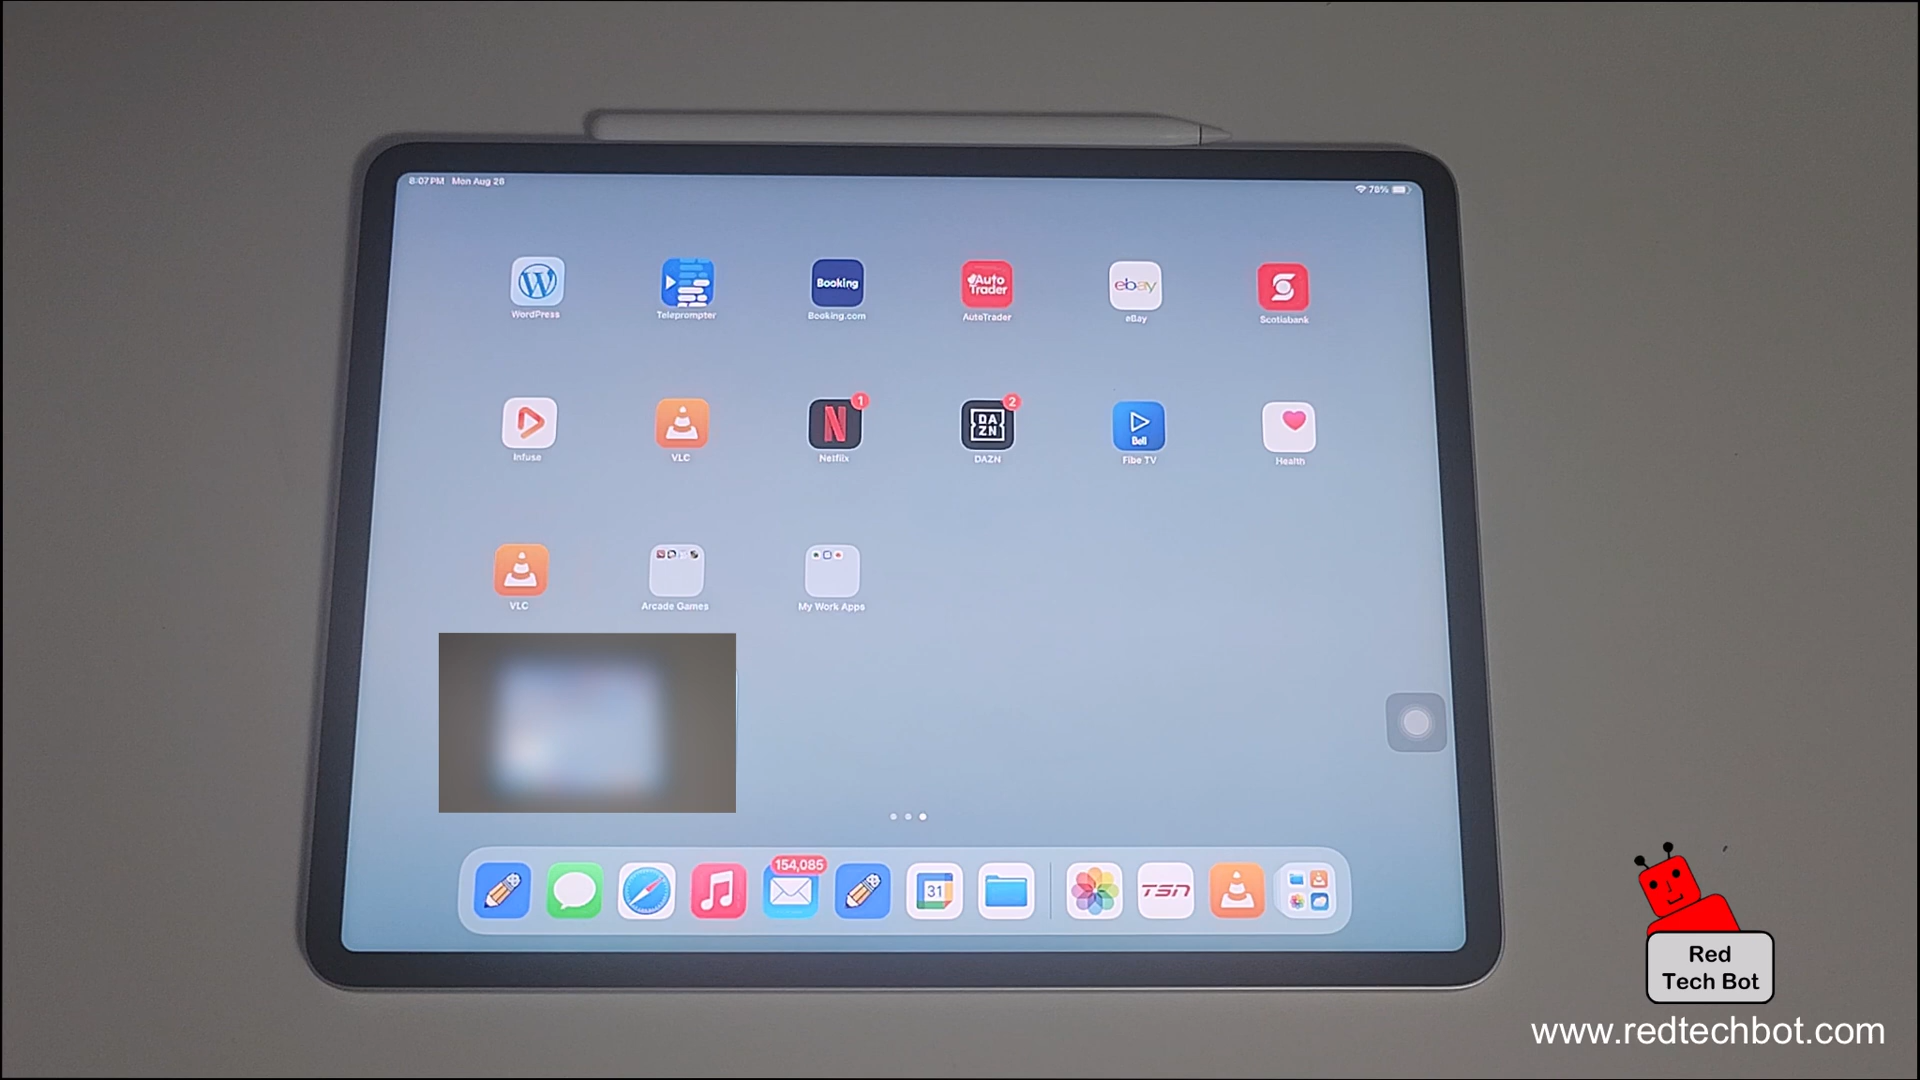 8:07 PM Mon Aug 28
78%
WordPress
Teleprompter
Booking
Booking.com
Auto
Trader
AutoTrader
ebay
eBay
Scotiabank
Infuse
VLC
N
1
Netflix
DA
ZN
2
DAZN
Bell
Fibe TV
Health
VLC
Arcade Games
My Work Apps
154,085
31
TSN
Red
Tech Bot
www.redtechbot.com